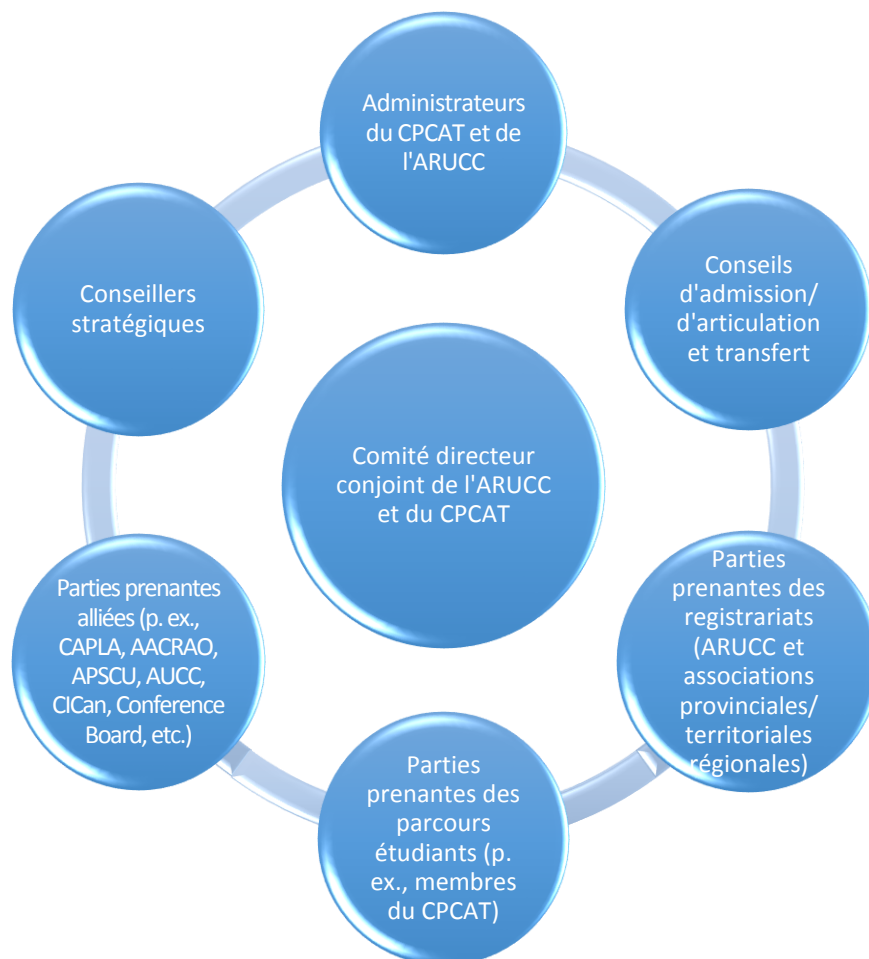 Administrateurs
du CPCAT et de
l'ARUCC
Conseillers
stratégiques
Conseils
d'admission/
d'articulation
et transfert
Comité directeur
conjoint de l'ARUCC
et du CPCAT
Parties prenantes
alliées (p. ex.,
CAPLA, AACRAO,
APSCU, AUCC,
CICan, Conference
Board, etc.)
Parties
prenantes des
registrariats
(ARUCC et
associations
provinciales/
territoriales
régionales)
Parties
prenantes des
parcours
étudiants (p.
ex., membres
du CPCAT)